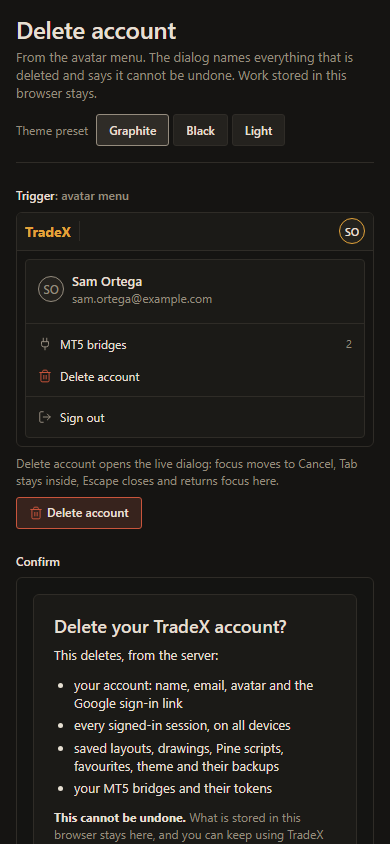 Delete account
From the avatar menu. The dialog names everything that is
deleted and says it cannot be undone. Work stored in this
browser stays.
Theme preset Graphite Black Light
Trigger: avatar menu
TradeX SO
SO Sam Ortega
sam.ortega@example.com
MT5 bridges 2
Delete account
Sign out
Delete account opens the live dialog: focus moves to Cancel, Tab
stays inside, Escape closes and returns focus here.
Delete account
Confirm
Delete your TradeX account?
This deletes, from the server:
• your account: name, email, avatar and the
Google sign-in link
• every signed-in session, on all devices
• saved layouts, drawings, Pine scripts,
favourites, theme and their backups
• your MT5 bridges and their tokens
This cannot be undone. What is stored in this
browser stays here, and you can keep using TradeX